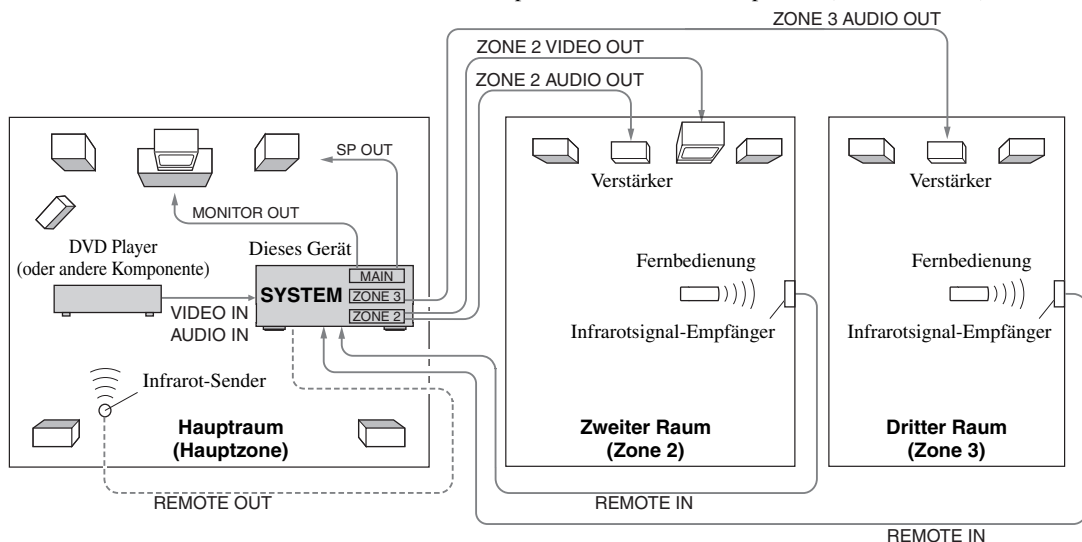 ZONE 3 AUDIO OUT
ZONE 2 VIDEO OUT
ZONE 2 AUDIO OUT
SP OUT
MONITOR OUT
DVD Player
(oder andere Komponente)
Dieses Gerät
SYSTEM
MAIN
ZONE 3
ZONE 2
VIDEO IN
AUDIO IN
Infrarot-Sender
Hauptraum
(Hauptzone)
REMOTE OUT
Verstärker
Fernbedienung
Infrarotsignal-Empfänger
Zweiter Raum
(Zone 2)
REMOTE IN
Verstärker
Fernbedienung
Infrarotsignal-Empfänger
Dritter Raum
(Zone 3)
REMOTE IN